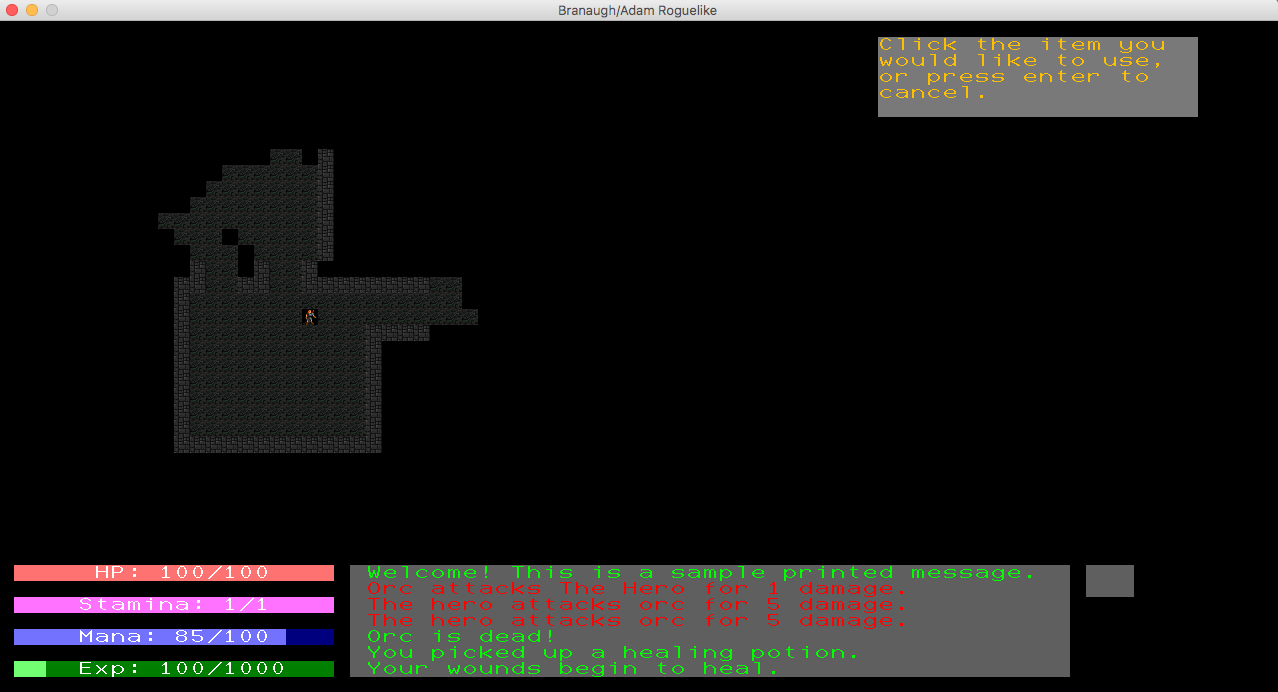 Branaugh/Adam Roguelike
Click the item you
would like to use,
or press enter to
cancel.
HP: 100/100
Stamina: 1/1
Mana: 85/100
Exp: 100/1000
Welcome! This is a sample printed message.
Orc attacks The Hero for 1 damage.
The hero attacks orc for 5 damage.
The hero attacks orc for 5 damage.
Orc is dead!
You picked up a healing potion.
Your wounds begin to heal.